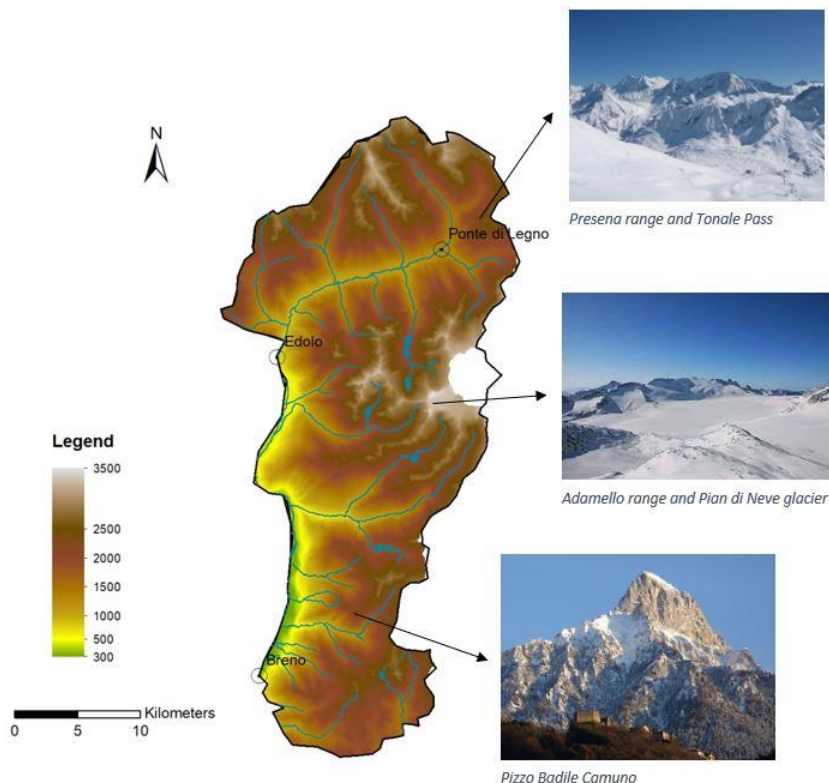 N
Ponte di Legno
Edolo
Breno
Legend
3500
2500
2000
1500
1000
500
300
Kilometers
0 5 10
Presena range and Tonale Pass
Adamello range and Pian di Neve glacier
Pizzo Badile Camuno